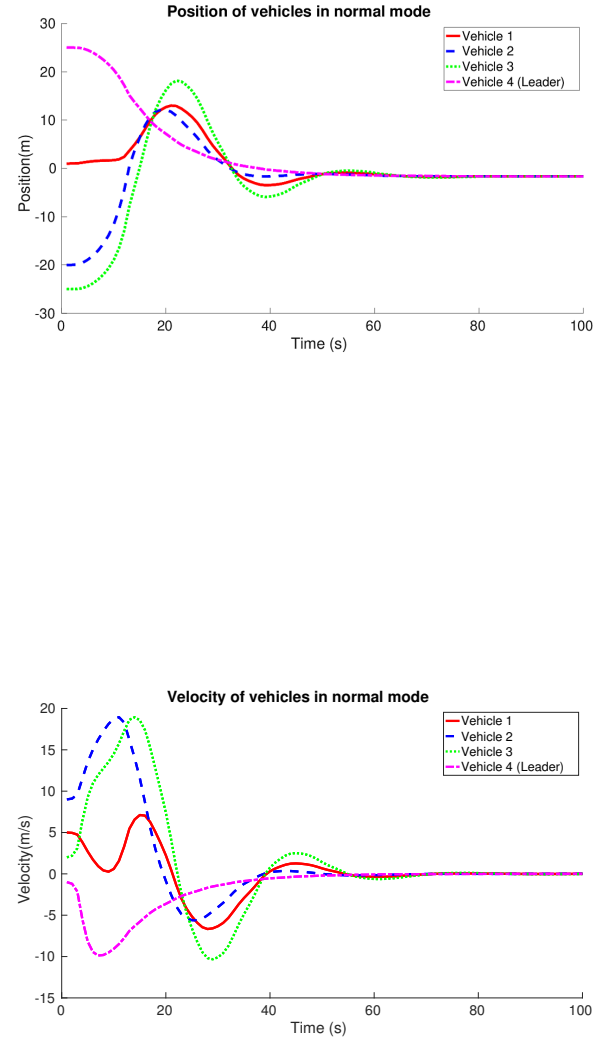 Position of vehicles in normal mode
30
20
10
0
-10
-20
-30
Position(m)
Vehicle 1
Vehicle 2
Vehicle 3
Vehicle 4 (Leader)
0 20 40 60 80 100
Time (s)
Velocity of vehicles in normal mode
20
15
10
5
0
-5
-10
-15
Velocity(m/s)
Vehicle 1
Vehicle 2
Vehicle 3
Vehicle 4 (Leader)
0 20 40 60 80 100
Time (s)